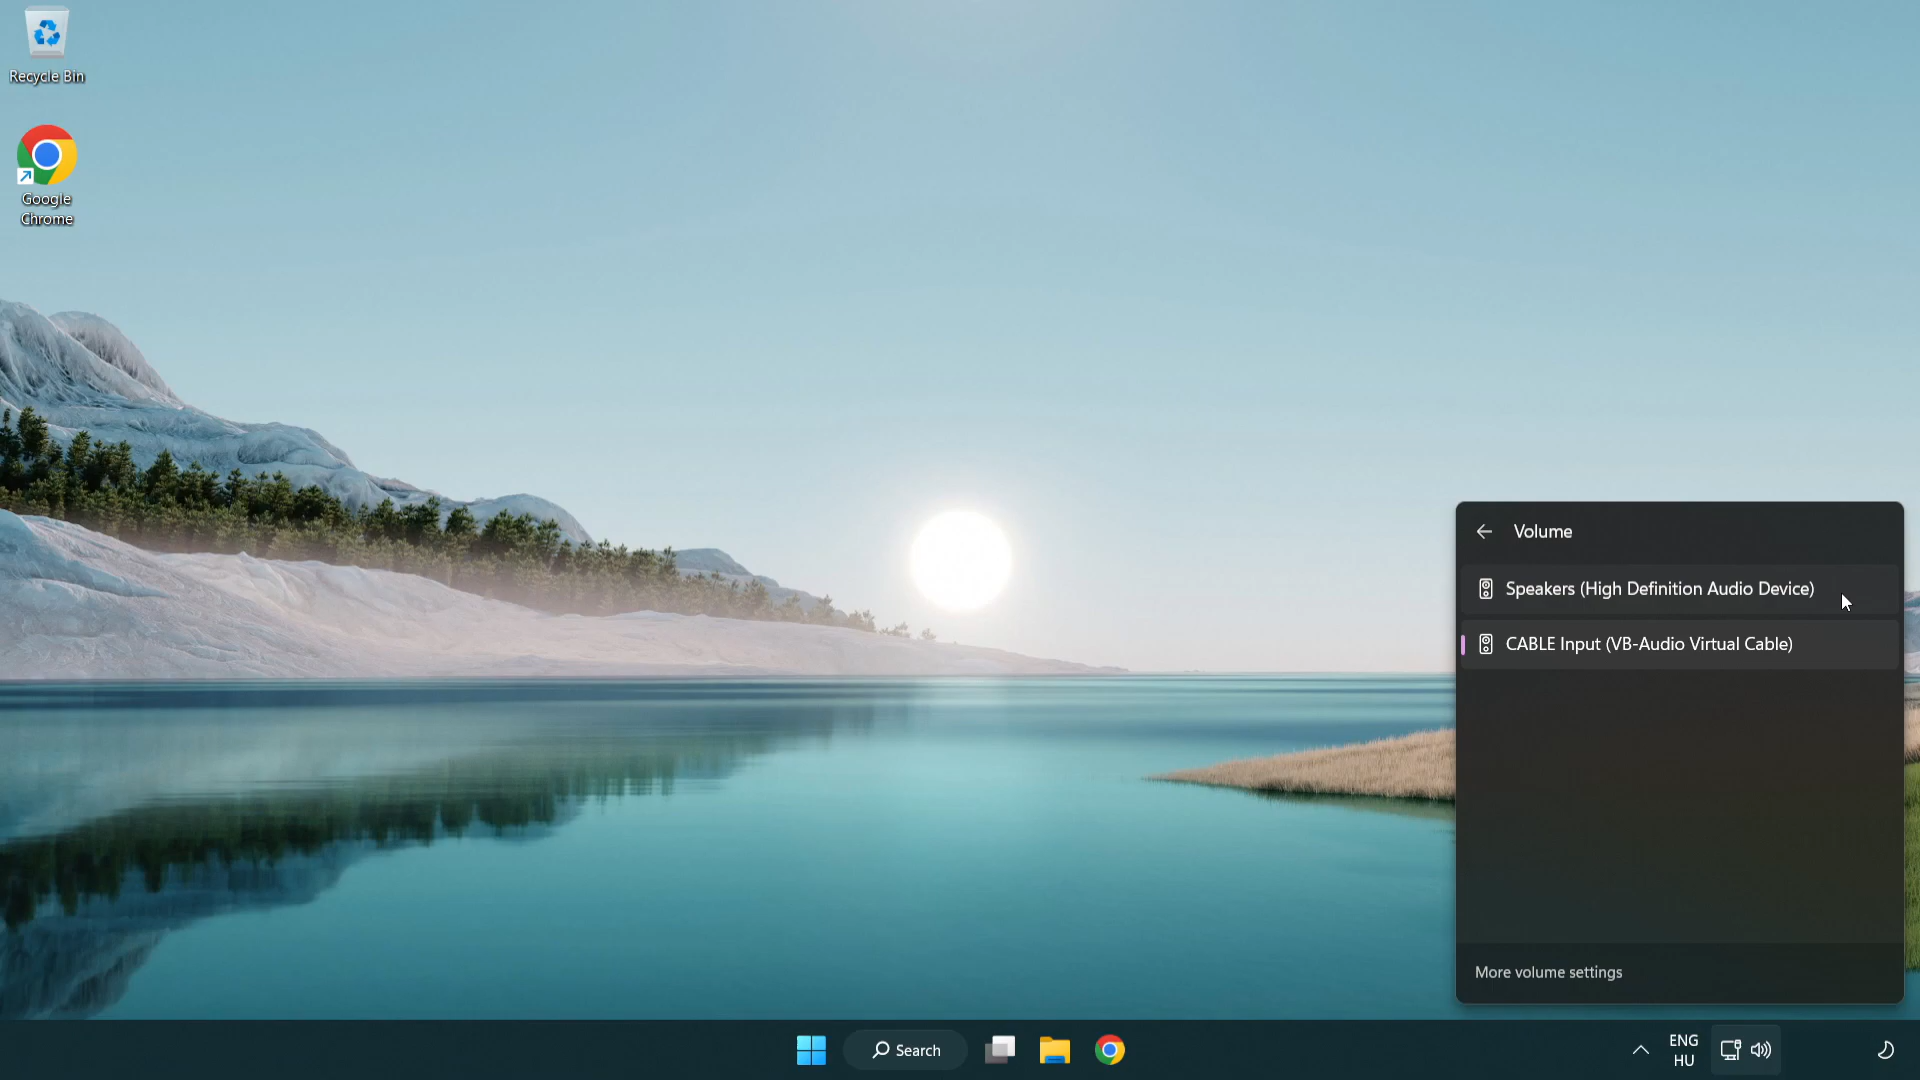 Recycle Bin
Google
Chrome
Volume
Speakers (High Definition Audio Device)
CABLE Input (VB-Audio Virtual Cable)
More volume settings
Search
ENG
HU